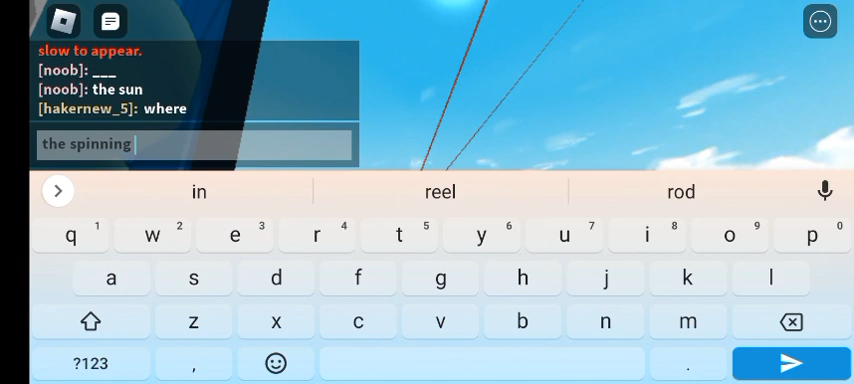 slow to appear.
[noob]: ___
[noob]: the sun
[hakernew_5]: where
the spinning
in reel rod
q 1 w 2 e 3 r 4 t 5 y 6 u 7 i 8 o 9 p 0
a s d f g h j k l
z x c v b n m
?123 , .